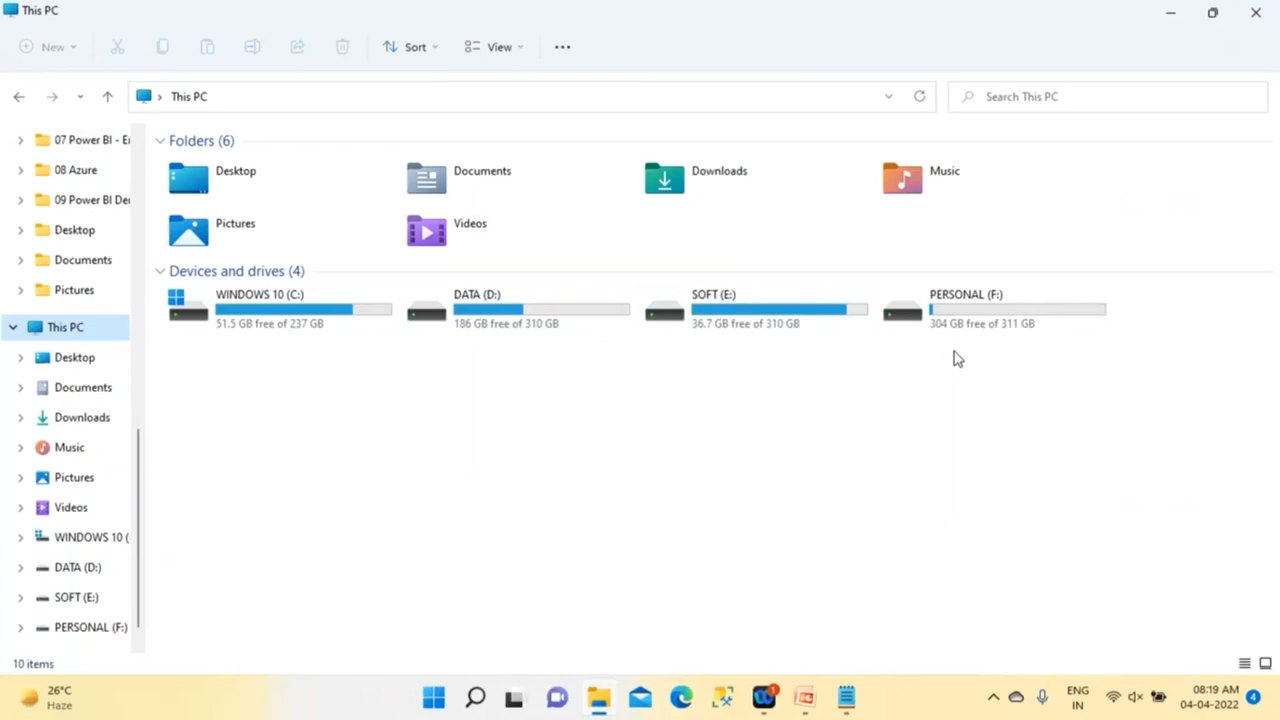 This PC
New
Sort
View
This PC
Search This PC
07 Power BI - En
08 Azure
09 Power BI De
Desktop
Documents
Pictures
This PC
Desktop
Documents
Downloads
Music
Pictures
Videos
WINDOWS 10 (
DATA (D:)
SOFT (E:)
PERSONAL (F:)
Folders (6)
Desktop
Documents
Downloads
Music
Pictures
Videos
Devices and drives (4)
WINDOWS 10 (C:)
51.5 GB free of 237 GB
DATA (D:)
186 GB free of 310 GB
SOFT (E:)
36.7 GB free of 310 GB
PERSONAL (F:)
304 GB free of 311 GB
10 items
26°C
Haze
1
ENG
IN
08:19 AM
04-04-2022
4